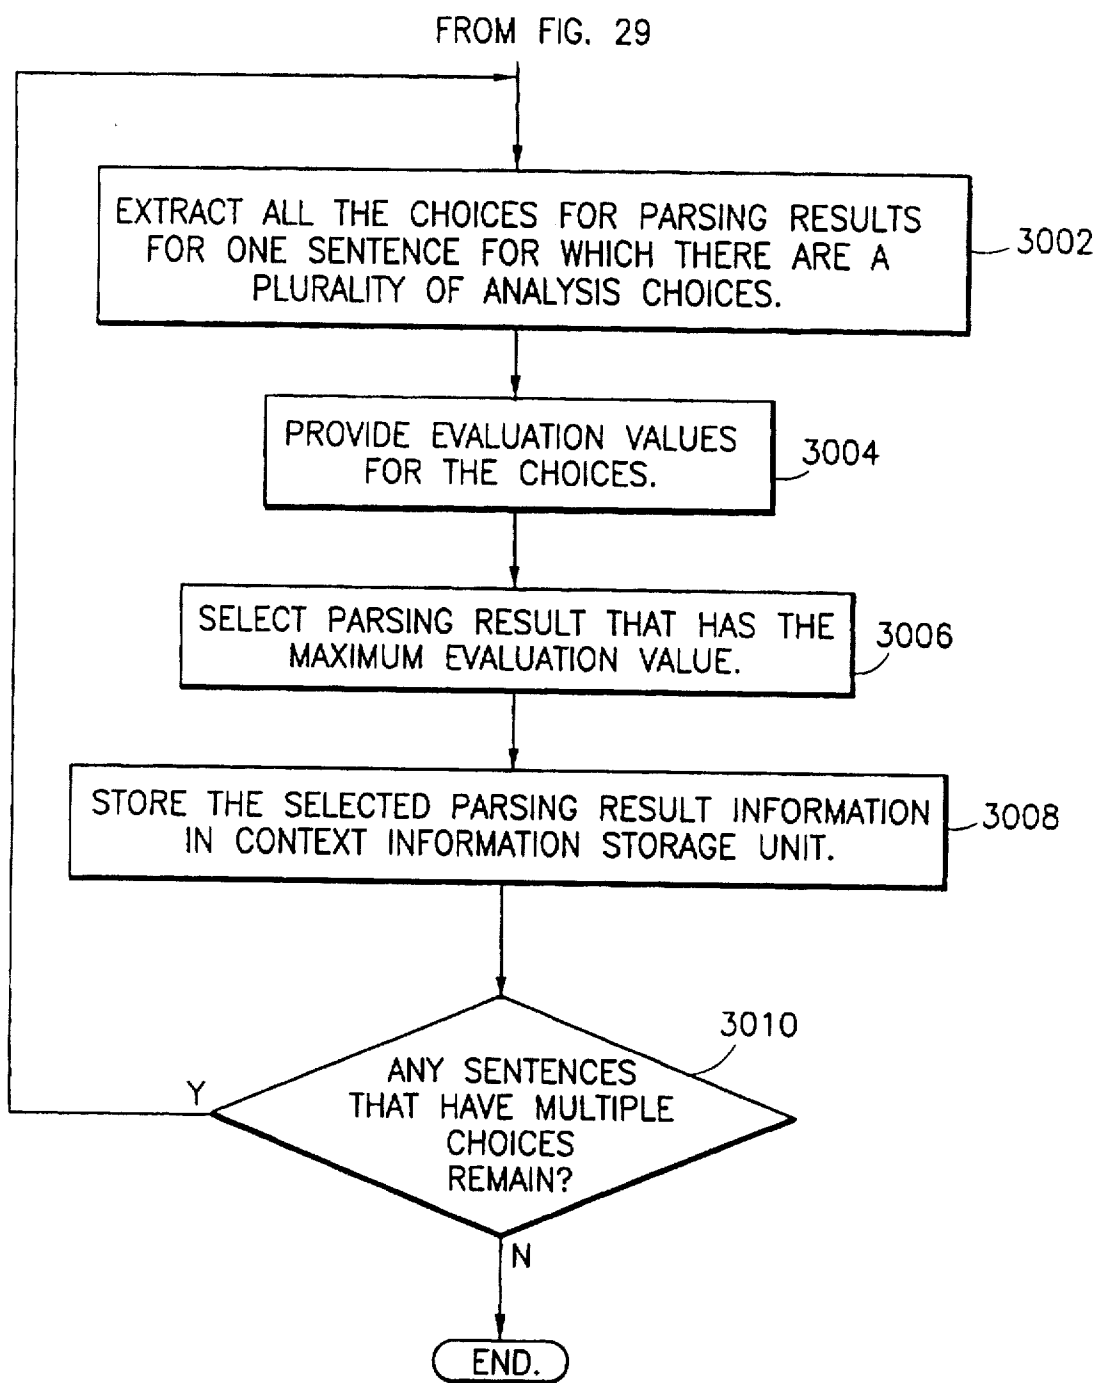 FROM FIG. 29
EXTRACT ALL THE CHOICES FOR PARSING RESULTS
FOR ONE SENTENCE FOR WHICH THERE ARE A
PLURALITY OF ANALYSIS CHOICES.
3002
PROVIDE EVALUATION VALUES
FOR THE CHOICES.
3004
SELECT PARSING RESULT THAT HAS THE
MAXIMUM EVALUATION VALUE.
3006
STORE THE SELECTED PARSING RESULT INFORMATION
IN CONTEXT INFORMATION STORAGE UNIT.
3008
3010
ANY SENTENCES
THAT HAVE MULTIPLE
CHOICES
REMAIN?
Y
N
END.